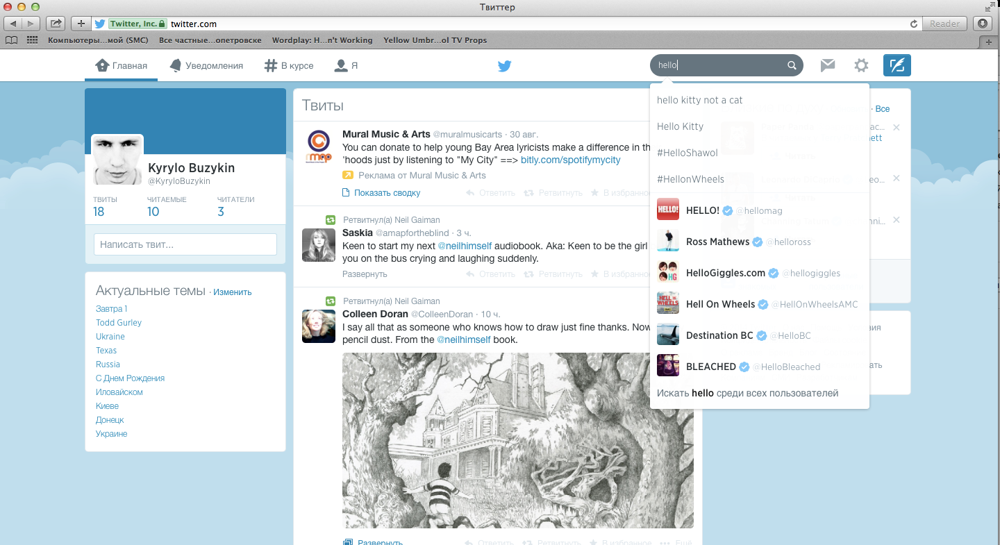 Твиттер
Twitter, Inc. twitter.com
Reader
Компьютеры...мой (SMC) Все частные...опетровске Wordplay: H...n't Working Yellow Umbr...ol TV Props
Главная Уведомления В курсе Я
hello
hello kitty not a cat
Hello Kitty
#HelloShawol
#HellonWheels
HELLO! @hellomag
Ross Mathews @helloross
HelloGiggles.com @hellogiggles
Hell On Wheels @HellOnWheelsAMC
Destination BC @HelloBC
BLEACHED @HelloBleached
Искать hello среди всех пользователей
· Все
Kyrylo Buzykin
@KyryloBuzykin
ТВИТЫ ЧИТАЕМЫЕ ЧИТАТЕЛИ
18 10 3
Написать твит...
Актуальные темы · Изменить
Завтра 1
Todd Gurley
Ukraine
Texas
Russia
С Днем Рождения
Иловайском
Киеве
Донецк
Украине
Твиты
Mural Music & Arts @muralmusicarts · 30 авг.
You can donate to help young Bay Area lyricists make a difference in th
'hoods just by listening to "My City" ==> bitly.com/spotifymycity
Реклама от Mural Music & Arts
Показать сводку Ответить Ретвитнуть В избранное
Ретвитнул(а) Neil Gaiman
Saskia @amapfortheblind · 3 ч.
Keen to start my next @neilhimself audiobook. Aka: Keen to be the girl
you on the bus crying and laughing suddenly.
Развернуть Ответить Ретвитнуть В избранное
Ретвитнул(а) Neil Gaiman
Colleen Doran @ColleenDoran · 10 ч.
I say all that as someone who knows how to draw just fine thanks. Now
pencil dust. From the @neilhimself book.
Развернуть Ответить Ретвитнуть В избранное Ещё